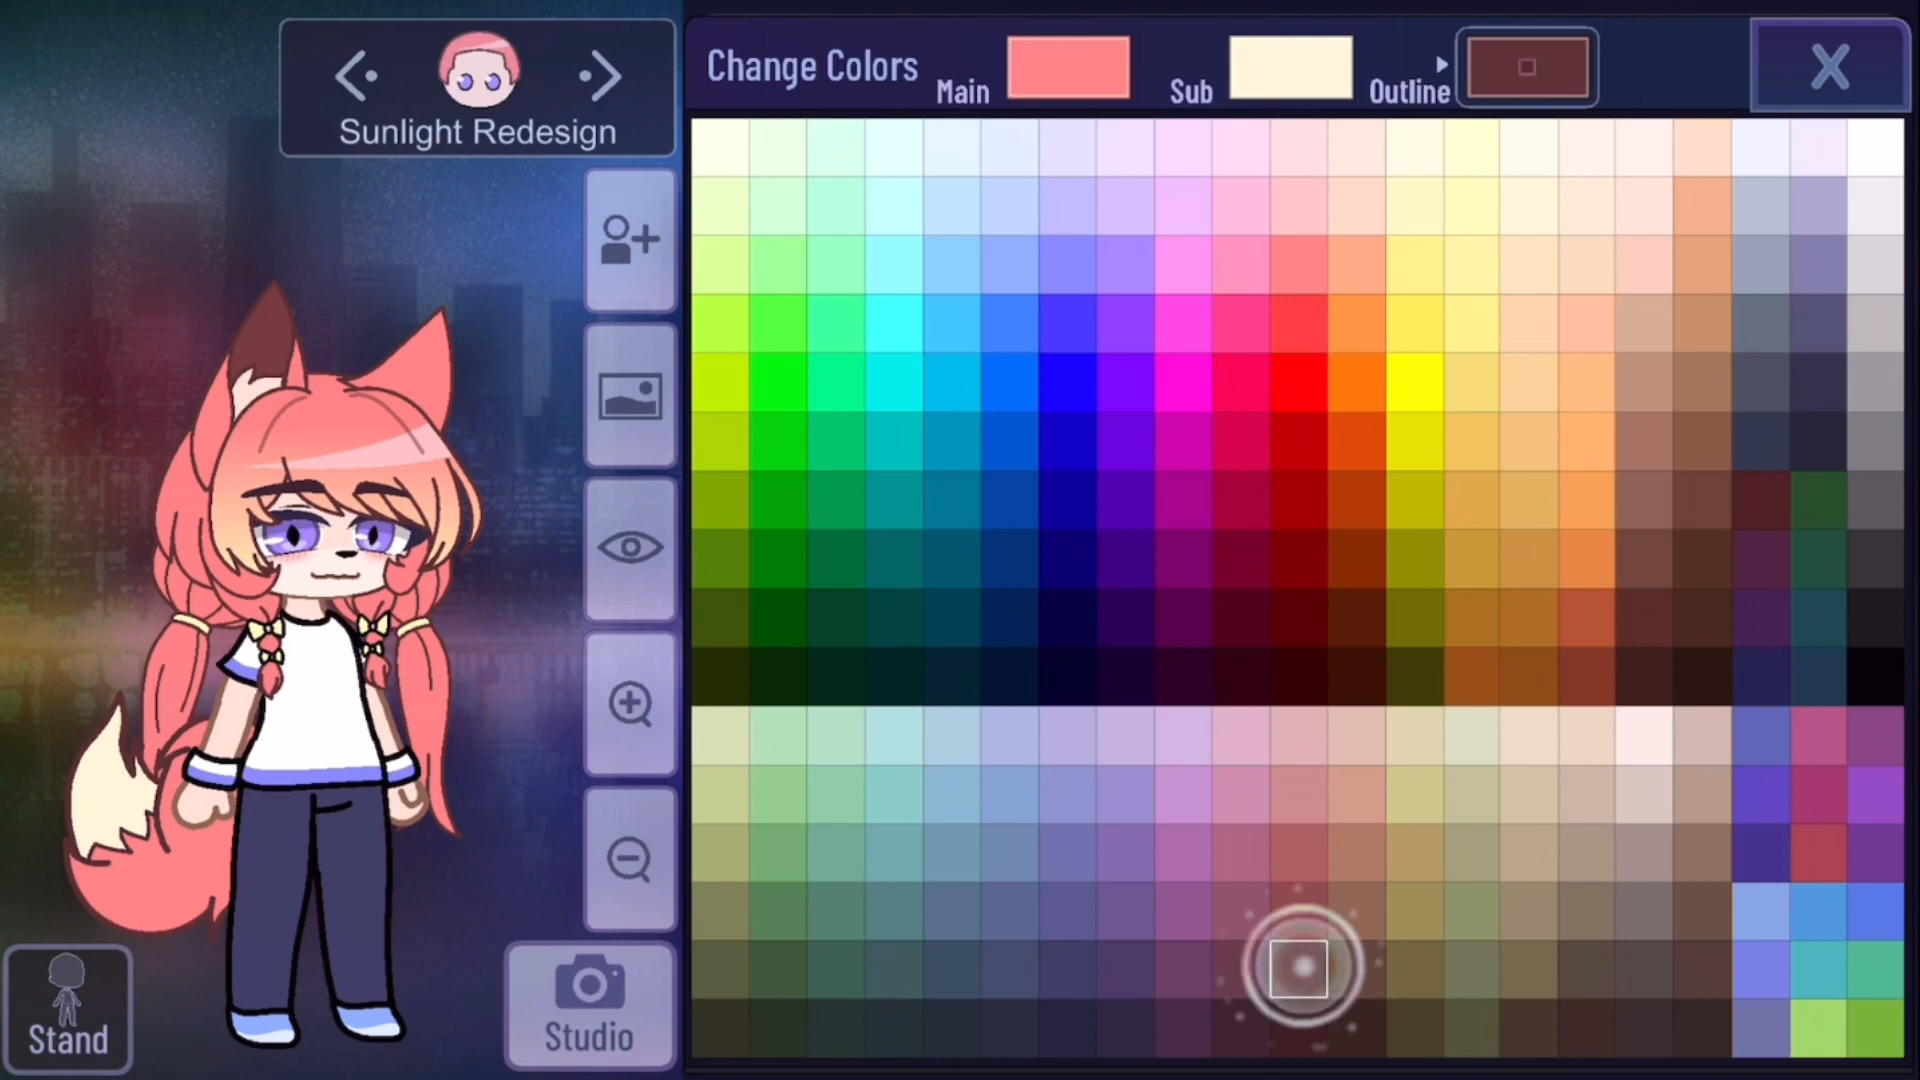 Sunlight Redesign
Change Colors
Main
Sub
Outline
X
Stand
Studio